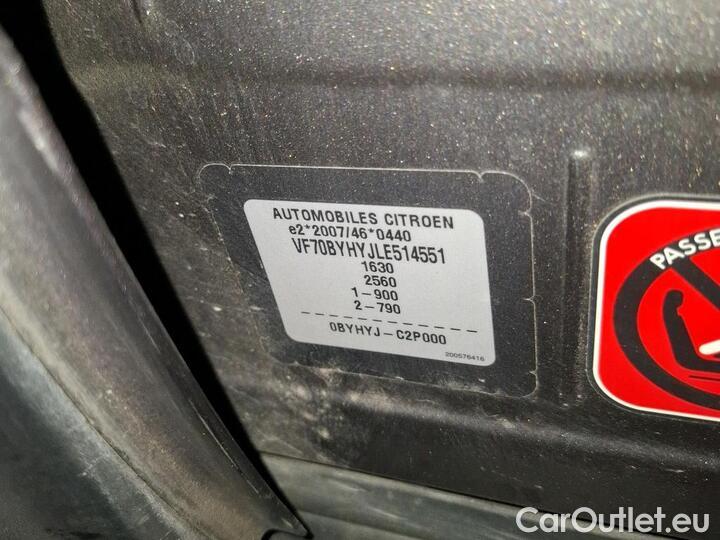 AUTOMOBILES CITROEN
e2*2007/46*0440
VF70BYHYJLE514551
1630
2560
1-900
2-790
0BYHYJ-C2P000
200576416
PASSE
CarOutlet.eu